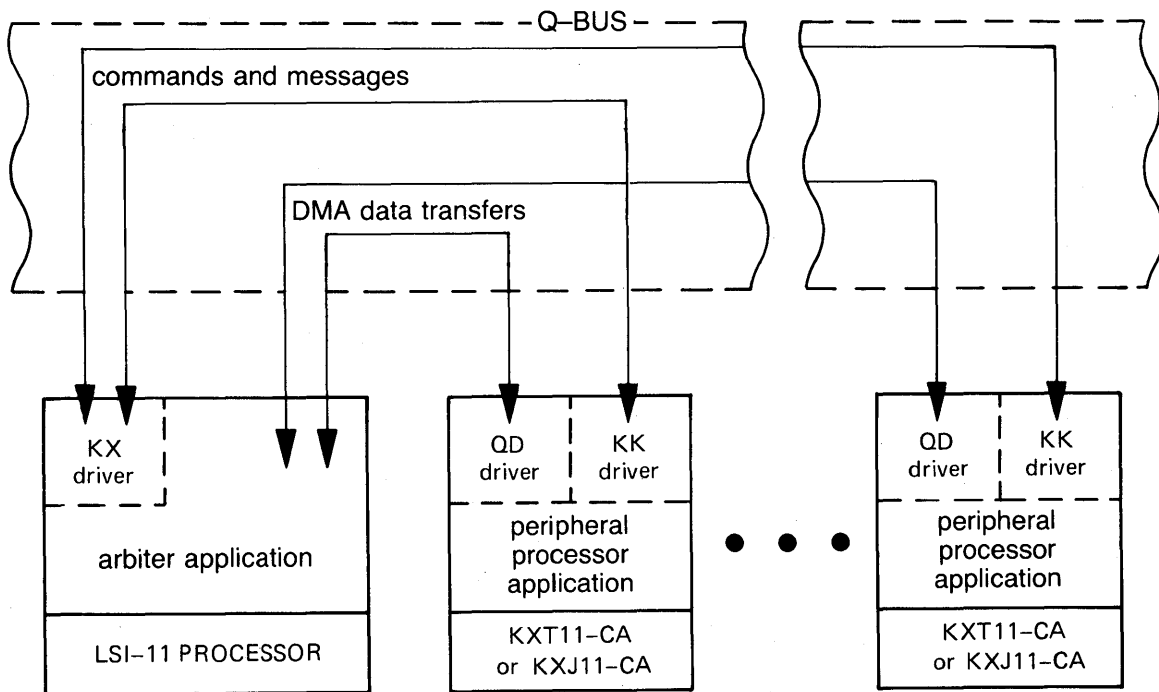 Q-BUS
commands and messages
DMA data transfers
KX
driver
arbiter application
LSI-11 PROCESSOR
QD
driver
KK
driver
peripheral
processor
application
KXT11-CA
or KXJ11-CA
QD
driver
KK
driver
peripheral
processor
application
KXT11-CA
or KXJ11-CA